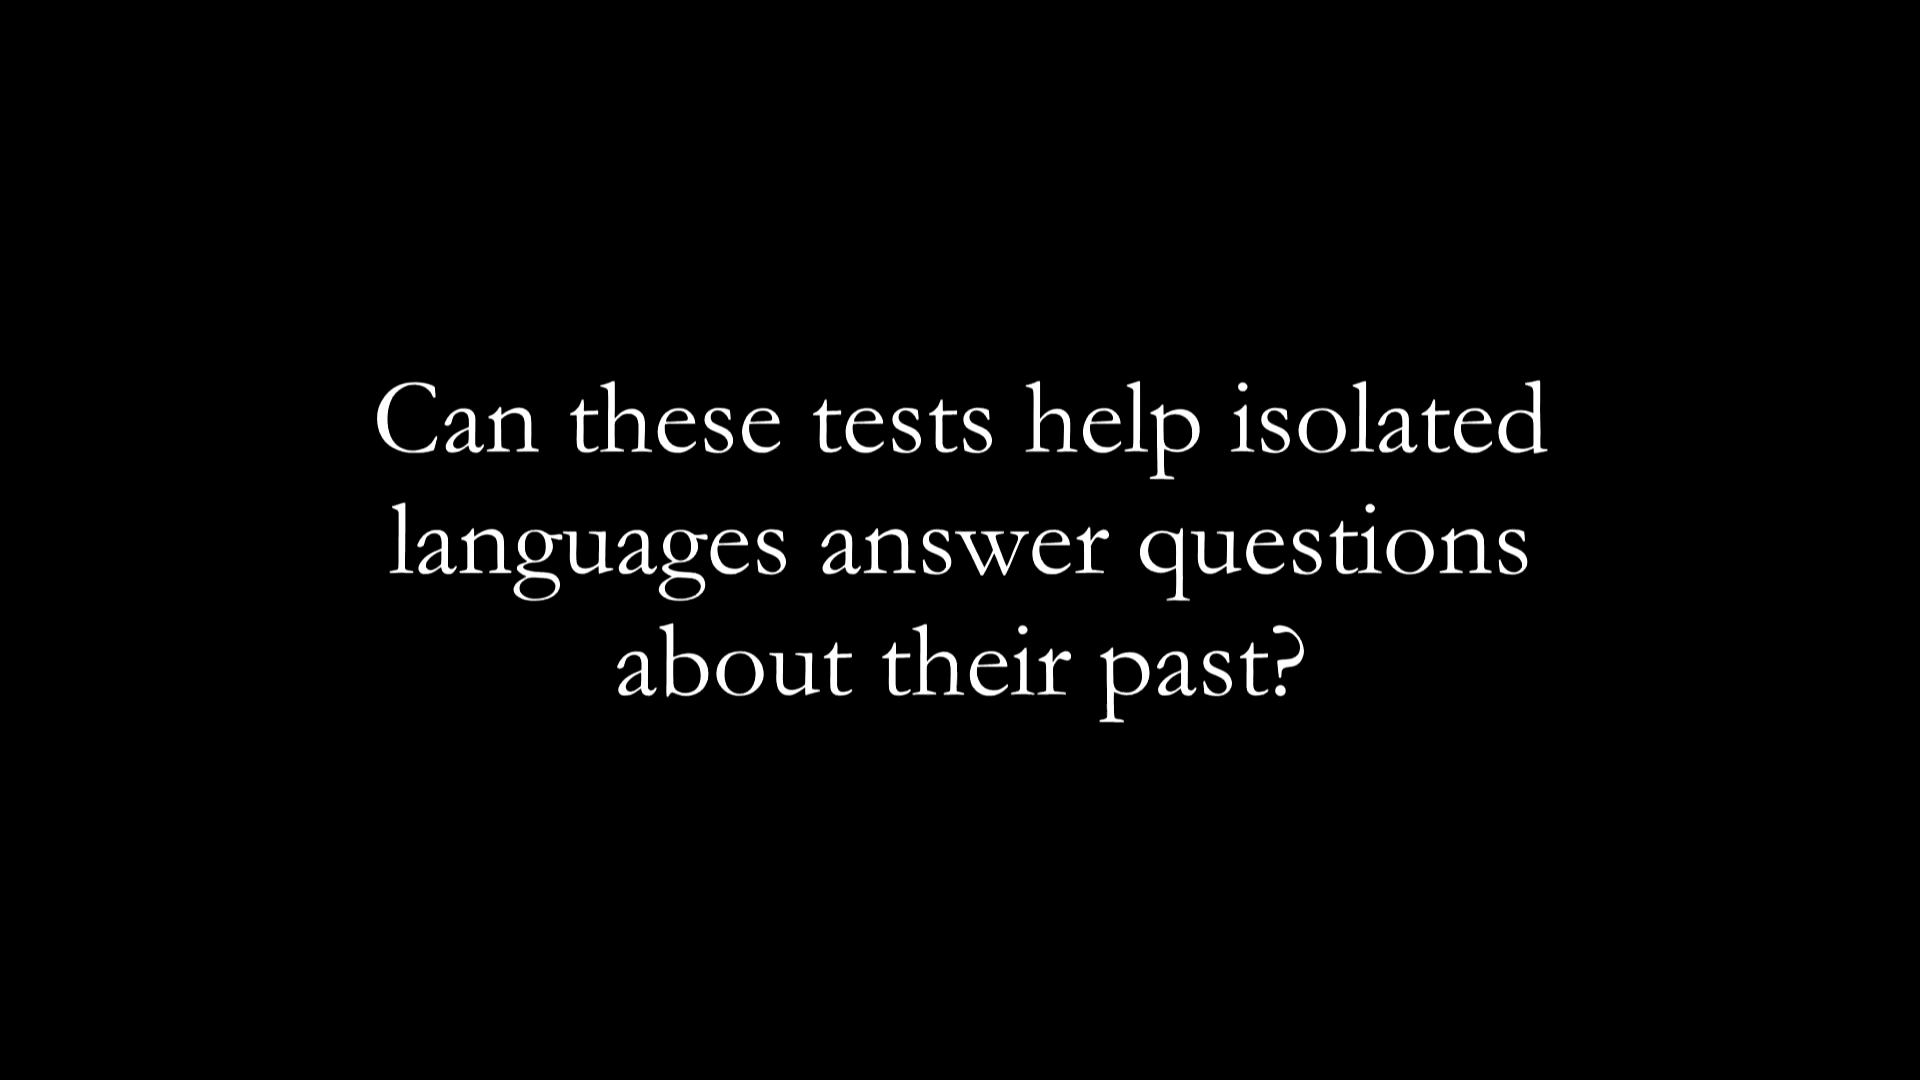 Can these tests help isolated
languages answer questions
about their past?